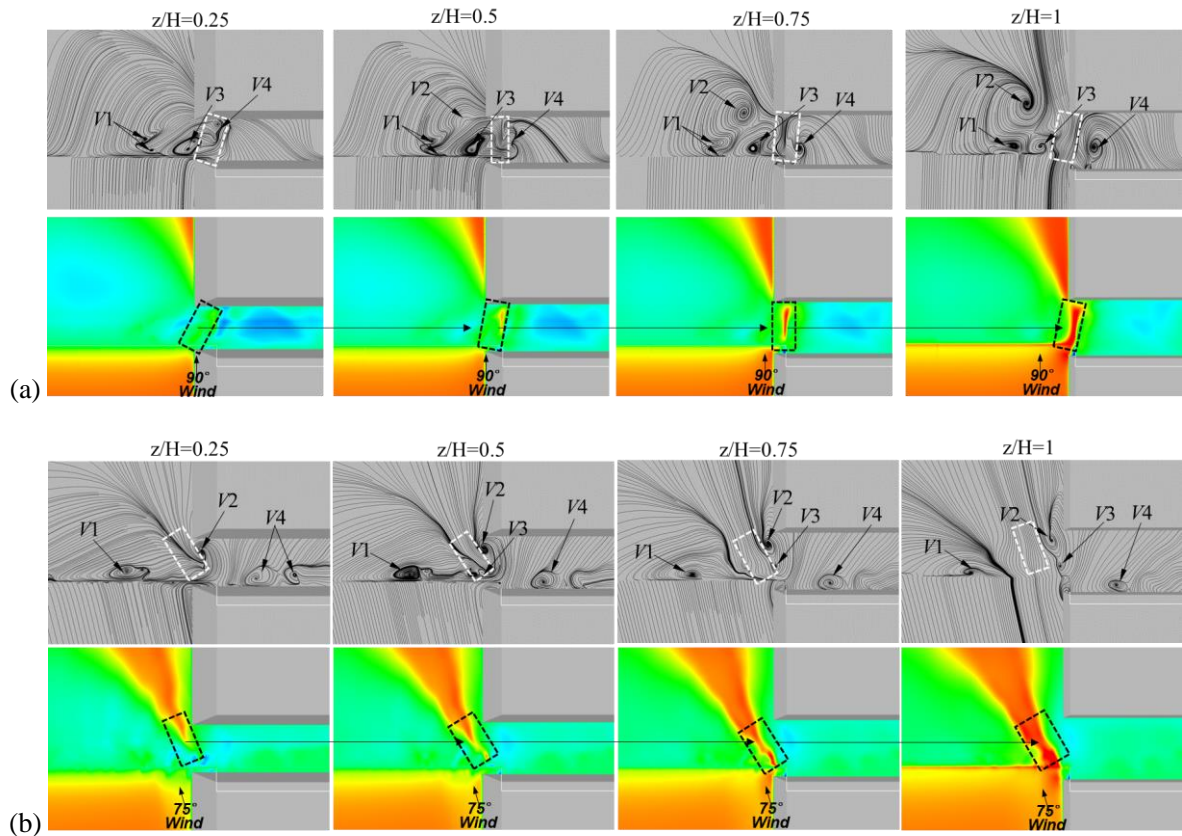 z/H=0.25 z/H=0.5 z/H=0.75 z/H=1
V1 V3 V4 V1 V2 V3 V4 V2 V1 V3 V4 V2 V1 V3 V4
(a) 90° 90° 90° 90°
Wind Wind Wind Wind
z/H=0.25 z/H=0.5 z/H=0.75 z/H=1
V1 V2 V4 V1 V2 V3 V4 V1 V2 V3 V4 V1 V2 V3 V4
75° 75° 75° 75°
(b) Wind Wind Wind Wind